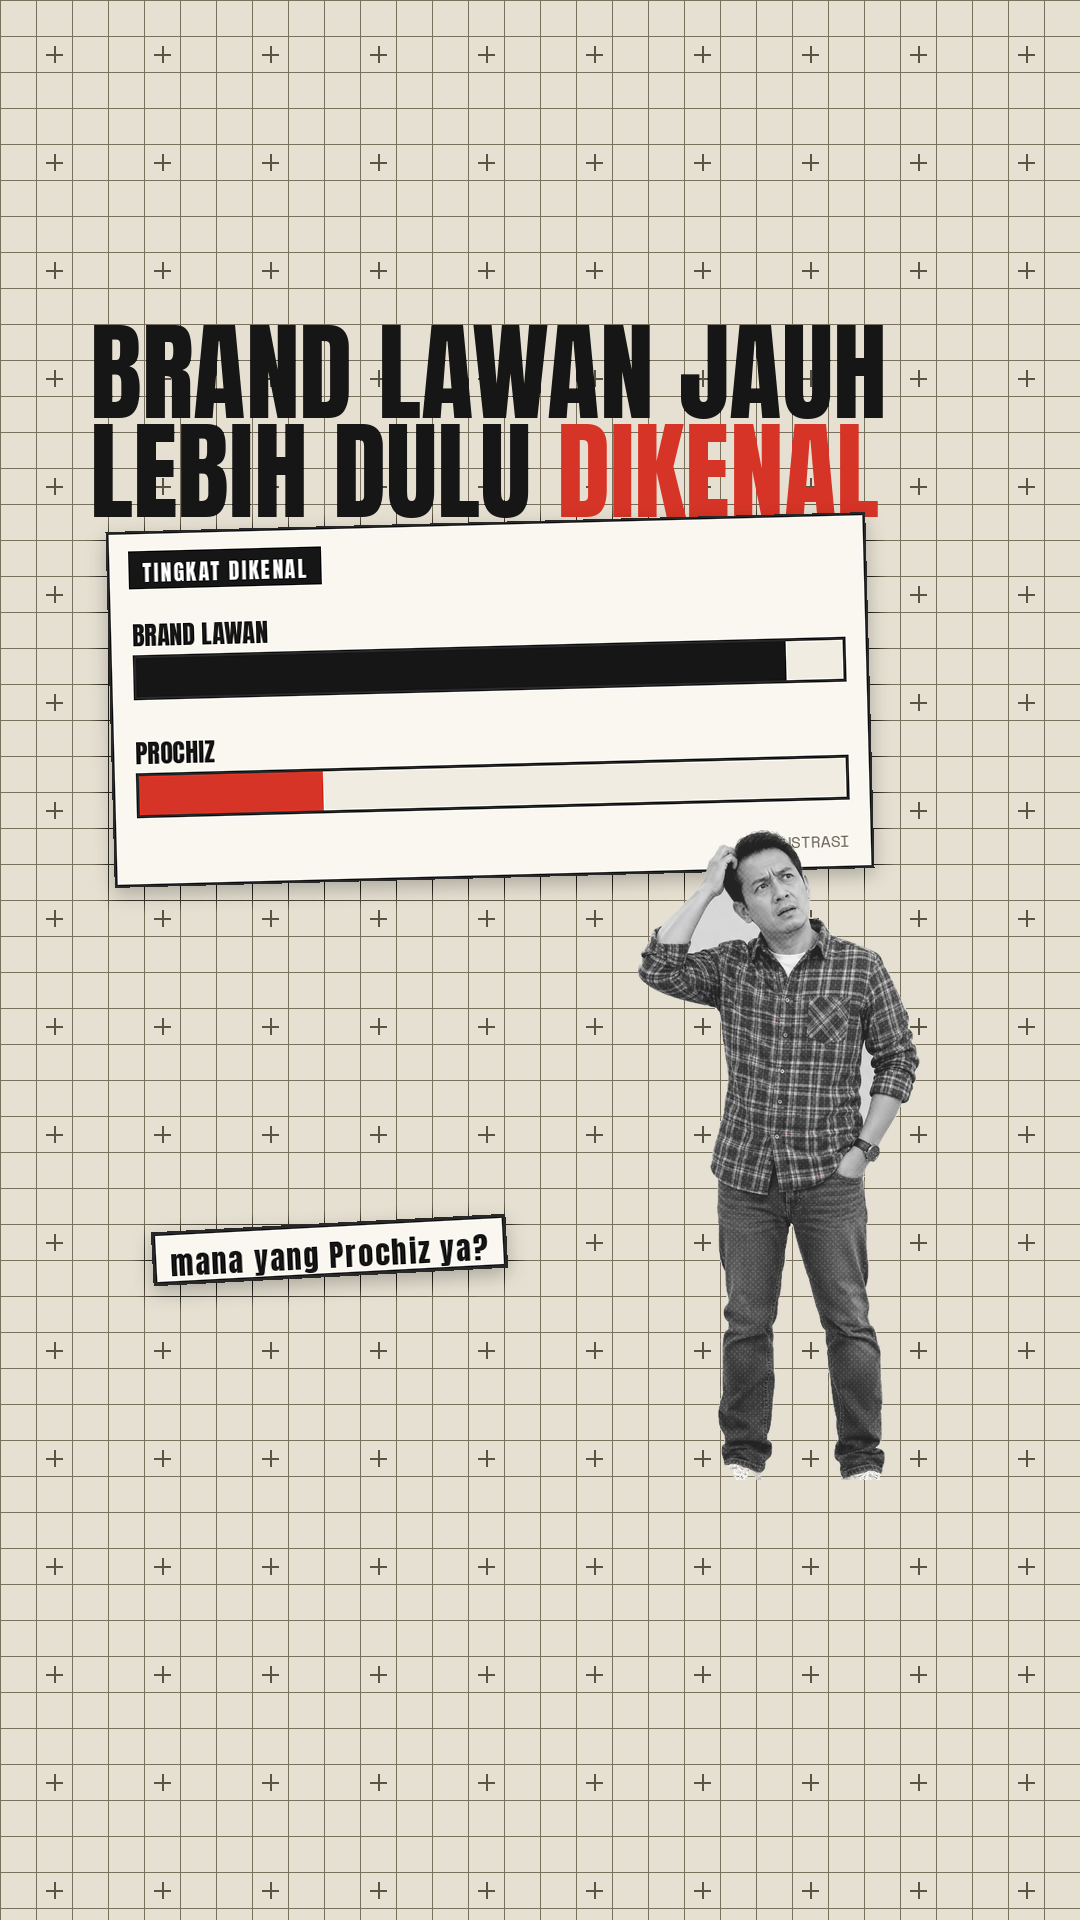 BRAND LAWAN JAUH
LEBIH DULU DIKENAL
TINGKAT DIKENAL
BRAND LAWAN
PROCHIZ
mana yang Prochiz ya?